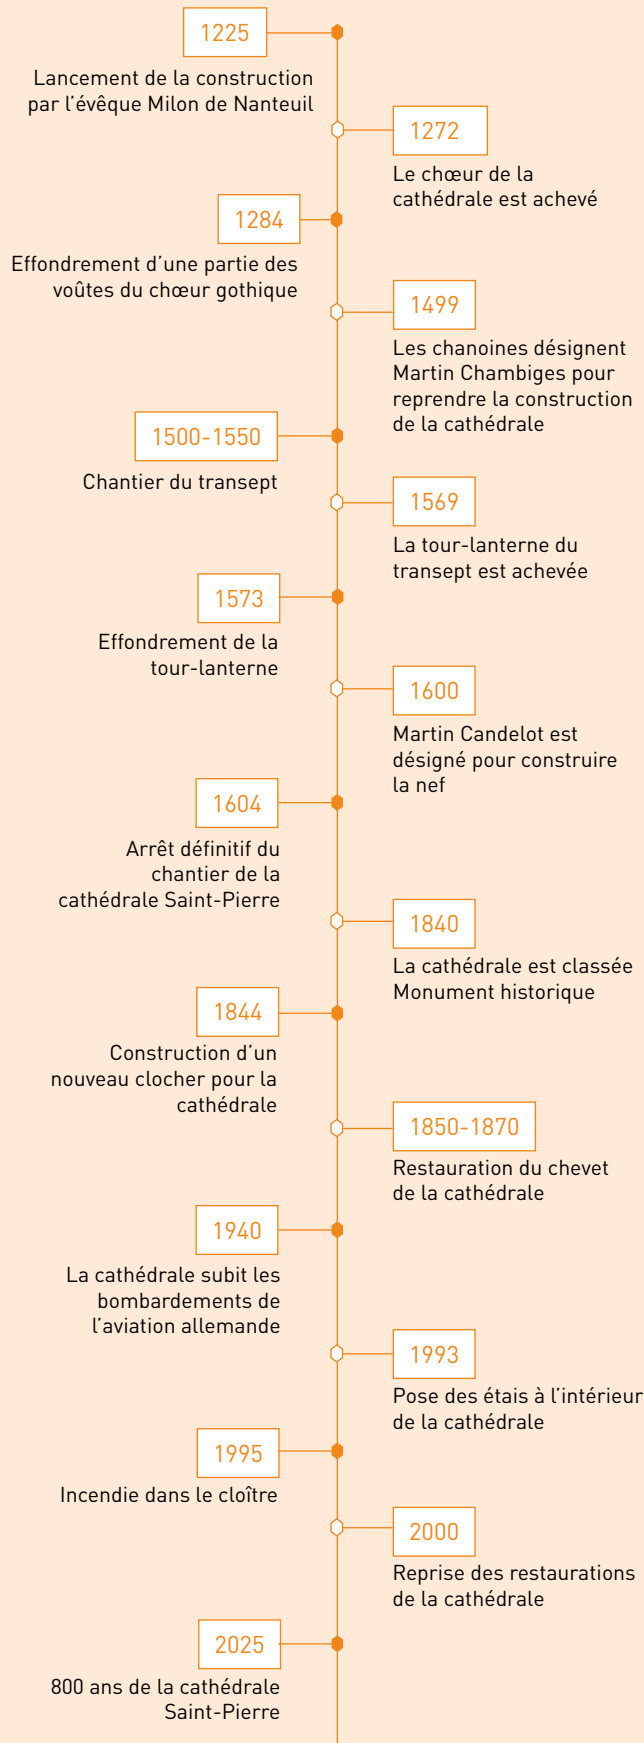 1225
Lancement de la construction
par l’évêque Milon de Nanteuil
1272
Le chœur de la
cathédrale est achevé
1284
Effondrement d’une partie des
voûtes du chœur gothique
1499
Les chanoines désignent
Martin Chambiges pour
reprendre la construction
de la cathédrale
1500-1550
Chantier du transept
1569
La tour-lanterne du
transept est achevée
1573
Effondrement de la
tour-lanterne
1600
Martin Candelot est
désigné pour construire
la nef
1604
Arrêt définitif du
chantier de la
cathédrale Saint-Pierre
1840
La cathédrale est classée
Monument historique
1844
Construction d’un
nouveau clocher pour la
cathédrale
1850-1870
Restauration du chevet
de la cathédrale
1940
La cathédrale subit les
bombardements de
l’aviation allemande
1993
Pose des étais à l’intérieur
de la cathédrale
1995
Incendie dans le cloître
2000
Reprise des restaurations
de la cathédrale
2025
800 ans de la cathédrale
Saint-Pierre